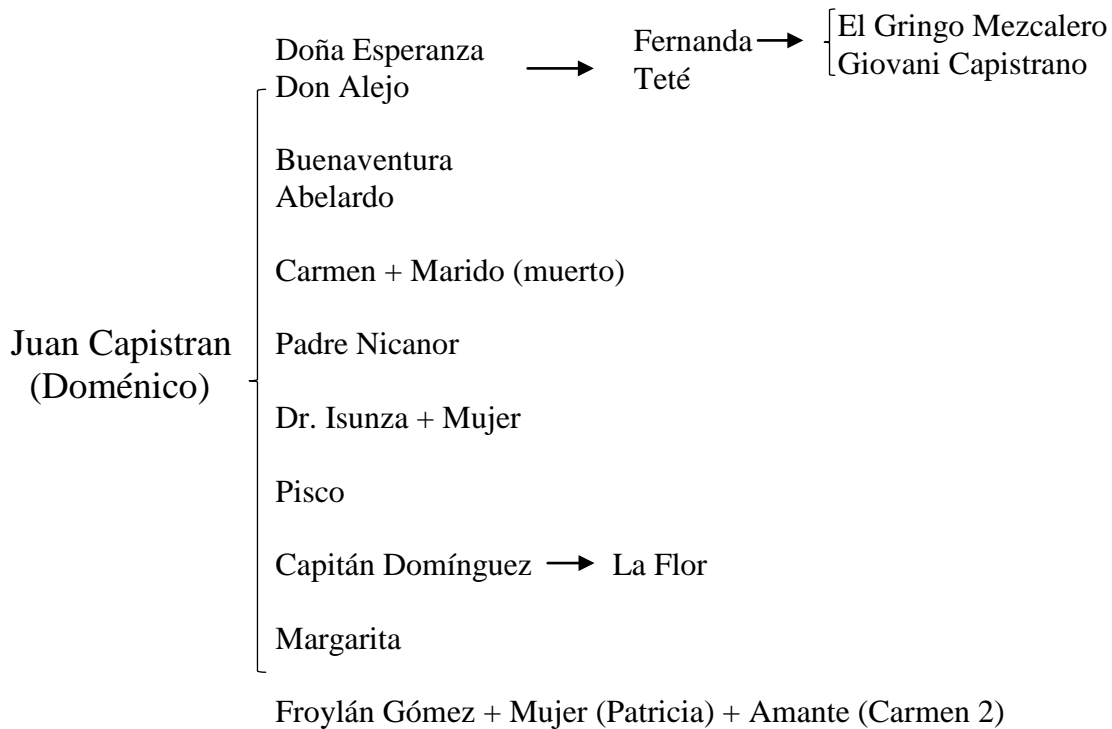 Doña Esperanza
Don Alejo
Fernanda
Teté
El Gringo Mezcalero
Giovani Capistrano
Buenaventura
Abelardo
Carmen + Marido (muerto)
Juan Capistran
(Doménico)
Padre Nicanor
Dr. Isunza + Mujer
Pisco
Capitán Domínguez
La Flor
Margarita
Froylán Gómez + Mujer (Patricia) + Amante (Carmen 2)